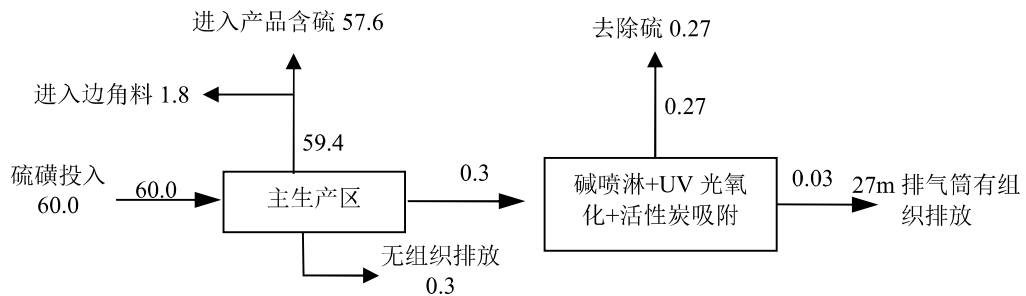 进入产品含硫 57.6
去除硫 0.27
进入边角料 1.8
0.27
59.4
硫磺投入
60.0
60.0
主生产区
0.3
碱喷淋+UV 光氧
化+活性炭吸附
0.03
27m 排气筒有组
织排放
无组织排放
0.3